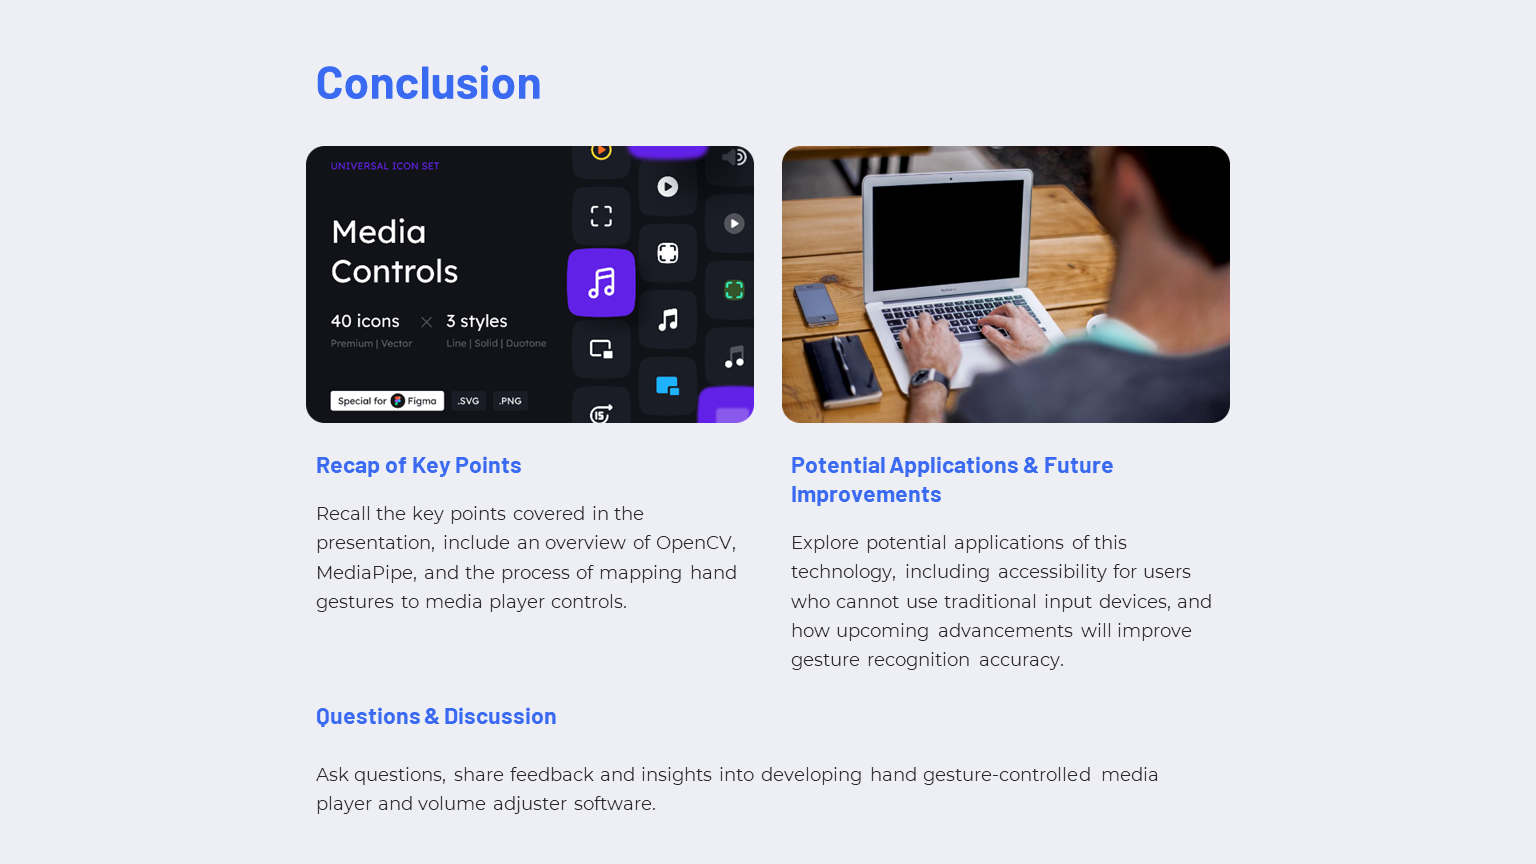 Conclusion
UNIVERSAL ICON SET
Media
Controls
40 icons
3 styles
Premium | Vector
Line | Solid | Duotone
Special for Figma
.SVG
.PNG
15
Recap of Key Points
Recall the key points covered in the
presentation, include an overview of OpenCV,
MediaPipe, and the process of mapping hand
gestures to media player controls.
Potential Applications & Future
Improvements
Explore potential applications of this
technology, including accessibility for users
who cannot use traditional input devices, and
how upcoming advancements will improve
gesture recognition accuracy.
Questions & Discussion
Ask questions, share feedback and insights into developing hand gesture-controlled media
player and volume adjuster software.